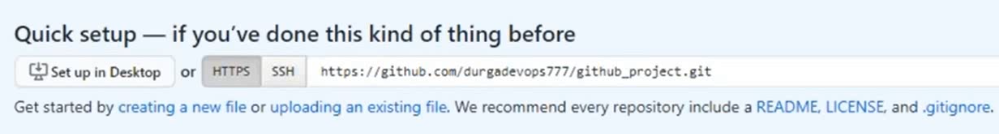 Quick setup — if you've done this kind of thing before
Set up in Desktop or HTTPS SSH https://github.com/durgadevops777/github_project.git
Get started by creating a new file or uploading an existing file. We recommend every repository include a README, LICENSE, and .gitignore.